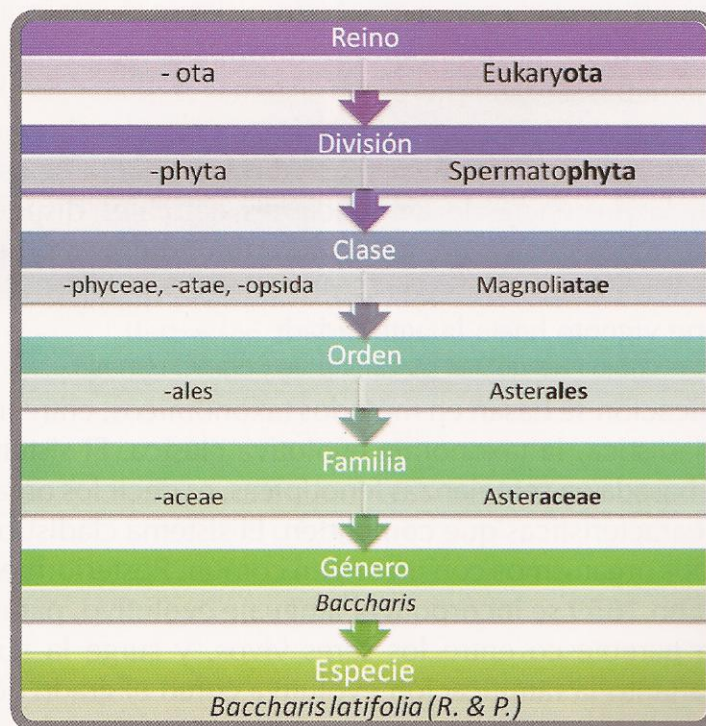 Reino
- ota Eukaryota
División
-phyta Spermatophyta
Clase
-phyceae, -atae, -opsida Magnoliatae
Orden
-ales Asterales
Familia
-aceae Asteraceae
Género
Baccharis
Especie
Baccharis latifolia (R. & P.)